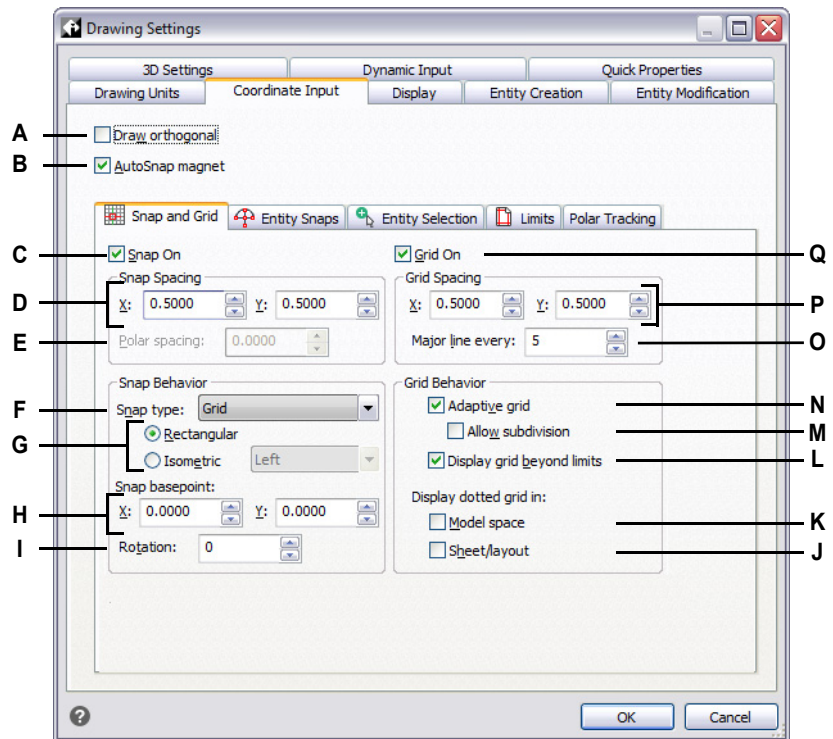 Drawing Settings
3D Settings Dynamic Input Quick Properties
Drawing Units Coordinate Input Display Entity Creation Entity Modification
A Draw orthogonal
B AutoSnap magnet
Snap and Grid Entity Snaps Entity Selection Limits Polar Tracking
C Snap On Grid On Q
Snap Spacing Grid Spacing
D X: 0.5000 Y: 0.5000 X: 0.5000 Y: 0.5000 P
E Polar spacing: 0.0000 Major line every: 5 O
Snap Behavior Grid Behavior
F Snap type: Grid Adaptive grid N
G Rectangular Allow subdivision M
Isometric Left Display grid beyond limits L
Snap basepoint:
Display dotted grid in:
H X: 0.0000 Y: 0.0000 Model space K
I Rotation: 0 Sheet/layout J
? OK Cancel